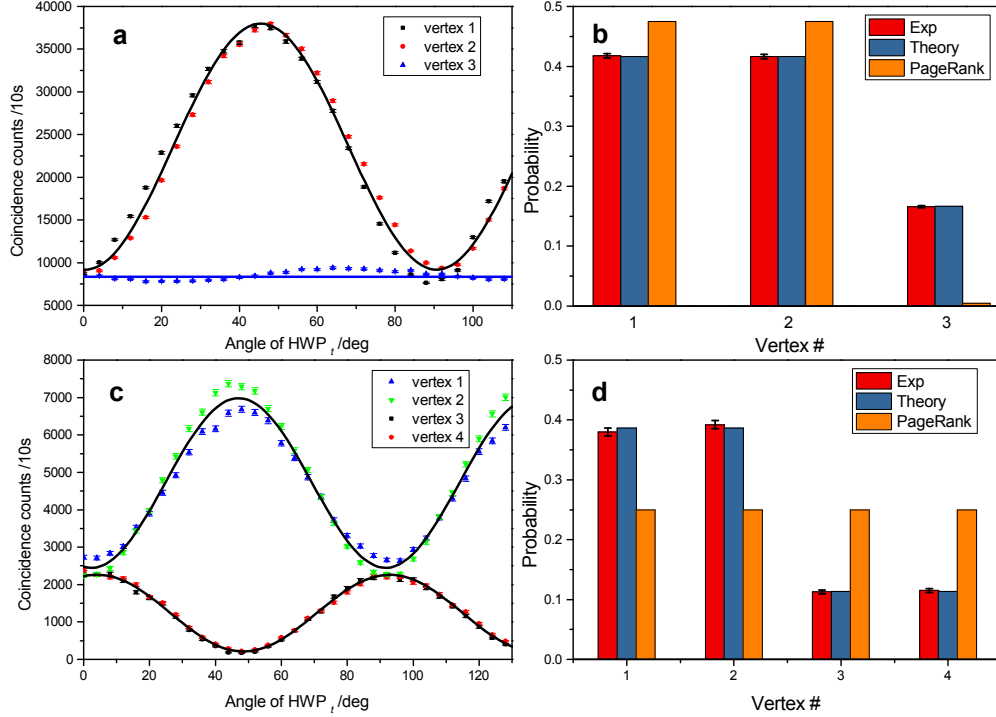 a
vertex 1
vertex 2
vertex 3
Coincidence counts /10s
40000
35000
30000
25000
20000
15000
10000
5000
0 20 40 60 80 100
Angle of HWP t /deg
b
Exp
Theory
PageRank
Probability
0.5
0.4
0.3
0.2
0.1
0.0
1 2 3
Vertex #
c
vertex 1
vertex 2
vertex 3
vertex 4
Coincidence counts /10s
8000
7000
6000
5000
4000
3000
2000
1000
0
0 20 40 60 80 100 120
Angle of HWP t /deg
d
Exp
Theory
PageRank
Probability
0.5
0.4
0.3
0.2
0.1
0.0
1 2 3 4
Vertex #